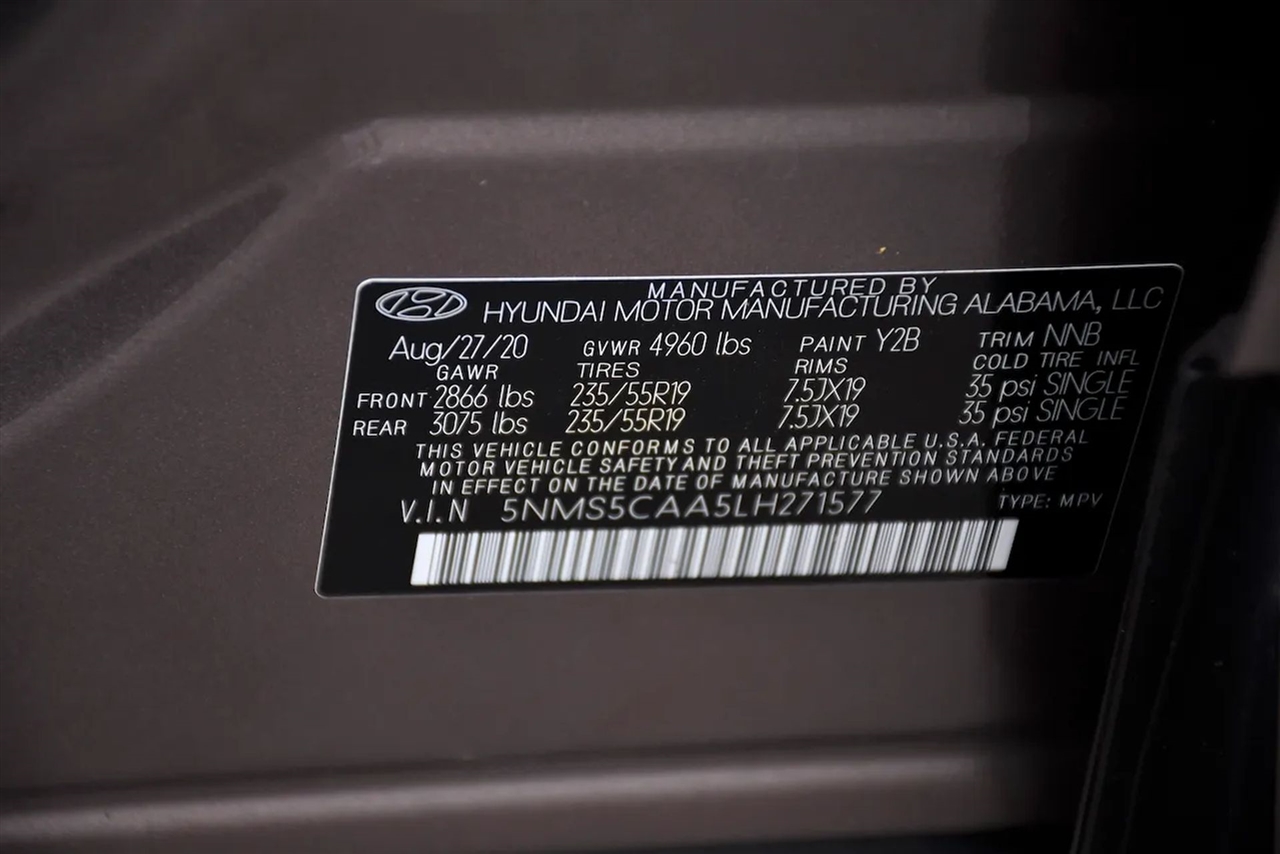 MANUFACTURED BY
HYUNDAI MOTOR MANUFACTURING ALABAMA, LLC
Aug/27/20 GVWR 4960 lbs PAINT Y2B TRIM NNB
GAWR TIRES RIMS COLD TIRE INFL
FRONT 2866 lbs 235/55R19 7.5JX19 35 psi SINGLE
REAR 3075 lbs 235/55R19 7.5JX19 35 psi SINGLE
THIS VEHICLE CONFORMS TO ALL APPLICABLE U.S.A. FEDERAL
MOTOR VEHICLE SAFETY AND THEFT PREVENTION STANDARDS
IN EFFECT ON THE DATE OF MANUFACTURE SHOWN ABOVE
V.I.N 5NMS5CAA5LH271577 TYPE: MPV